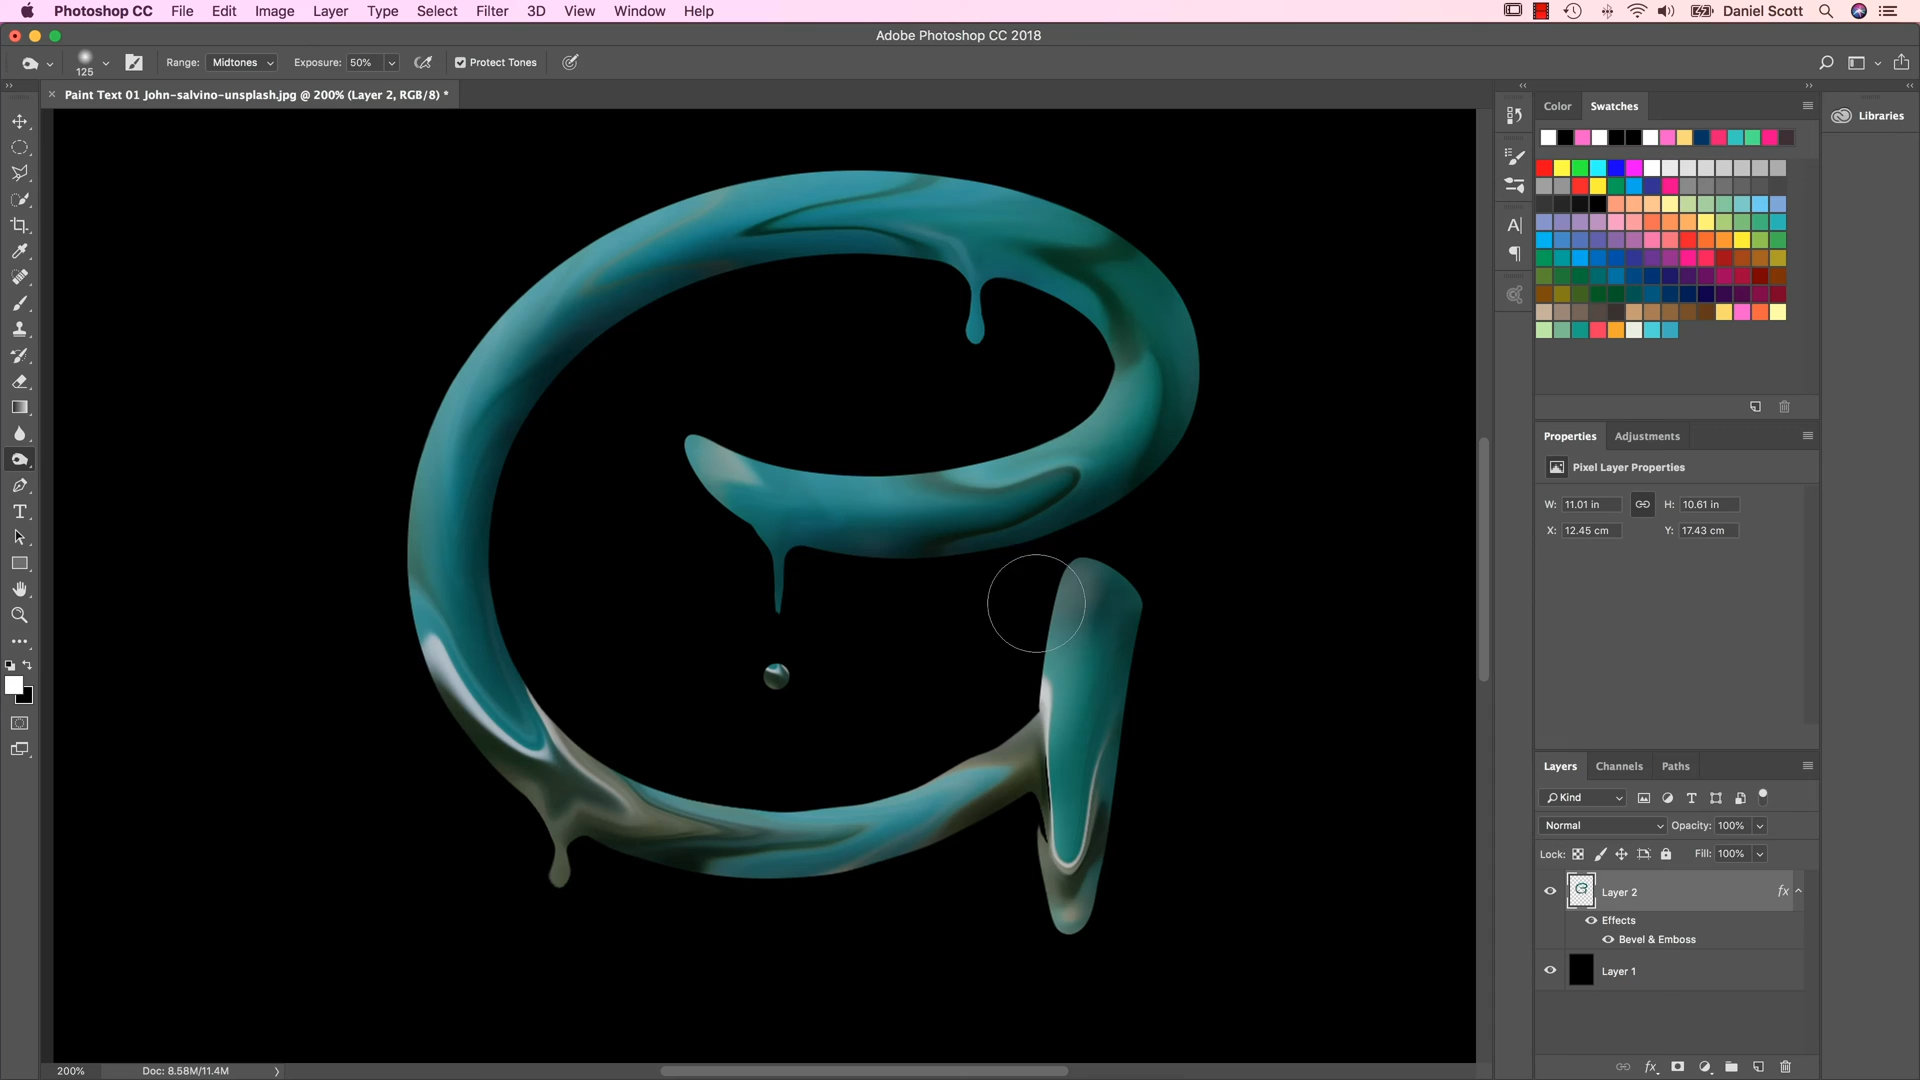 Photoshop CC File Edit Image Layer Type Select Filter 3D View Window Help Daniel Scott
Adobe Photoshop CC 2018
125 Range: Midtones Exposure: 50% Protect Tones
Paint Text 01 John-salvino-unsplash.jpg @ 200% (Layer 2, RGB/8) *
Color Swatches
Libraries
Properties Adjustments
Pixel Layer Properties
W: 11.01 in H: 10.61 in
X: 12.45 cm Y: 17.43 cm
Layers Channels Paths
Kind
Normal Opacity: 100%
Lock: Fill: 100%
Layer 2 fx
Effects
Bevel & Emboss
Layer 1
200% Doc: 8.58M/11.4M
fx